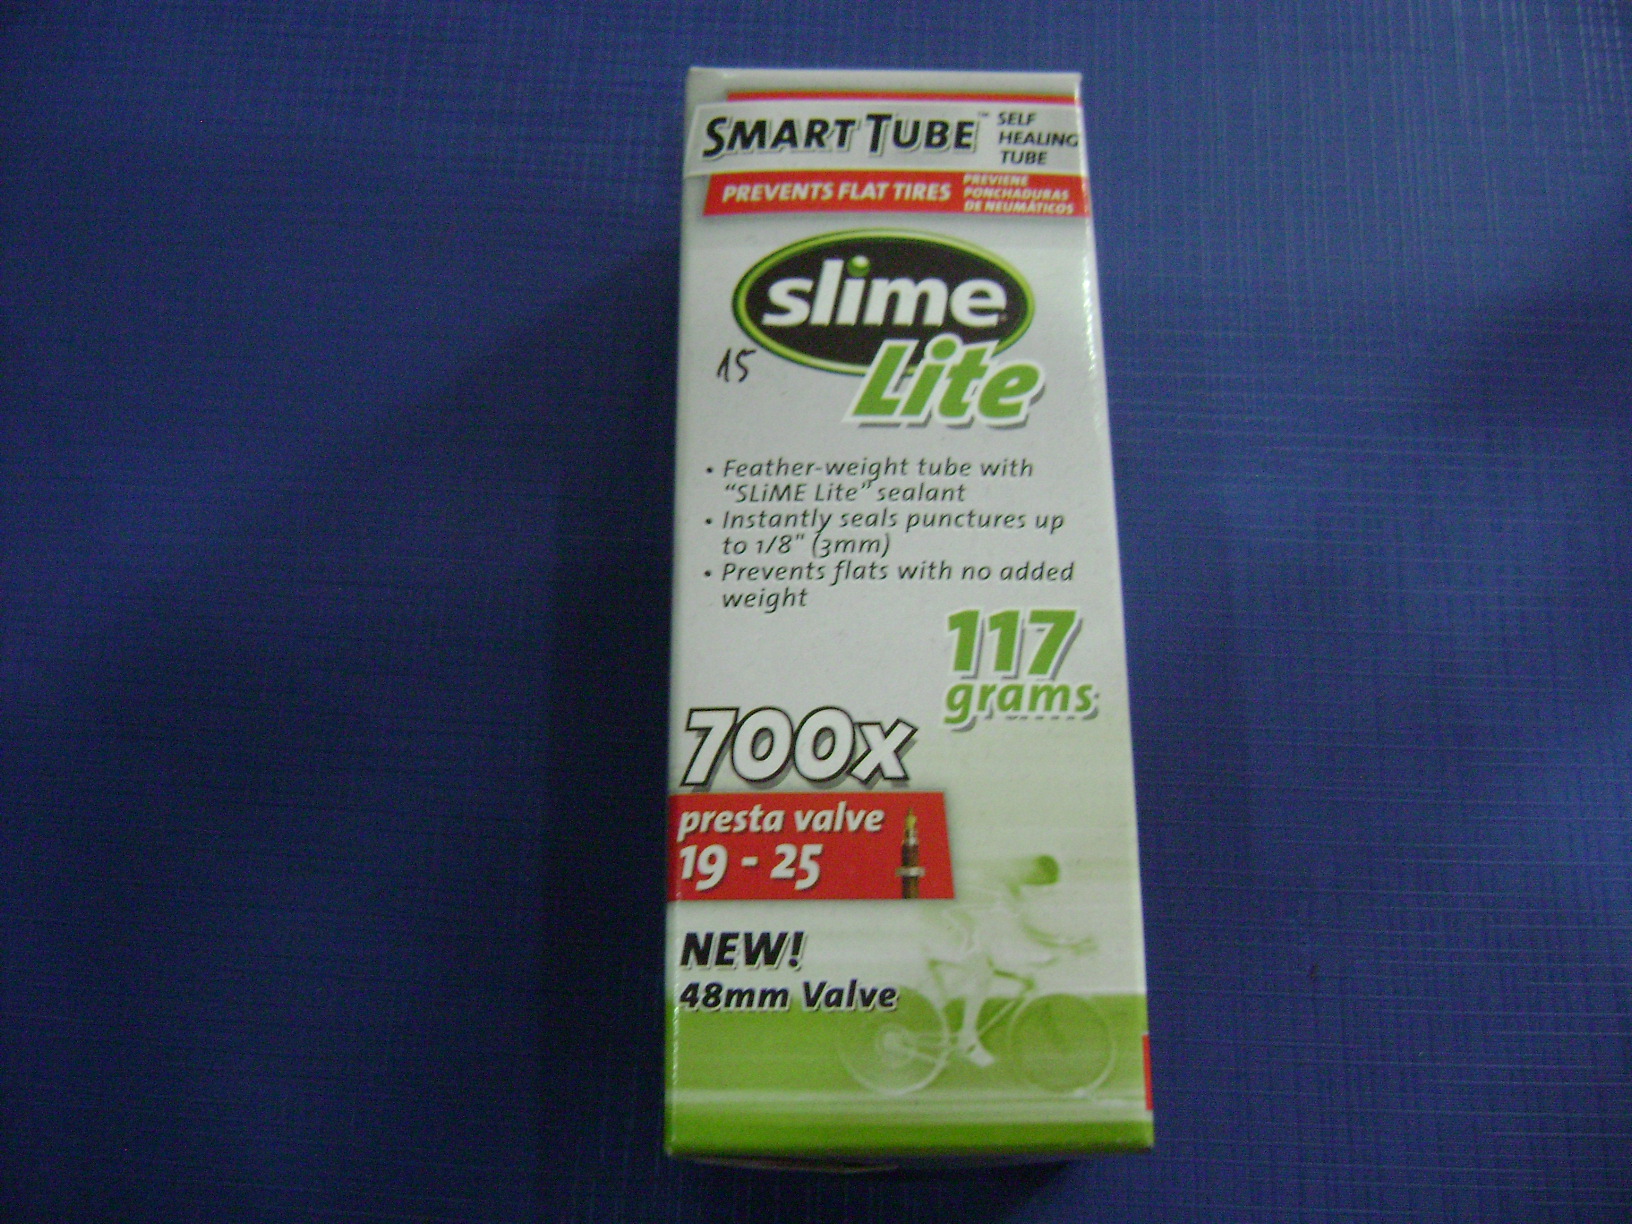 SMART TUBE™ SELF
HEALING
TUBE
PREVENTS FLAT TIRES
PREVIENE
PONCHADURAS
DE NEUMÁTICOS
slime
Lite
15
• Feather-weight tube with
"SLiME Lite" sealant
• Instantly seals punctures up
to 1/8" (3mm)
• Prevents flats with no added
weight
117
grams
700x
presta valve
19 - 25
NEW!
48mm Valve